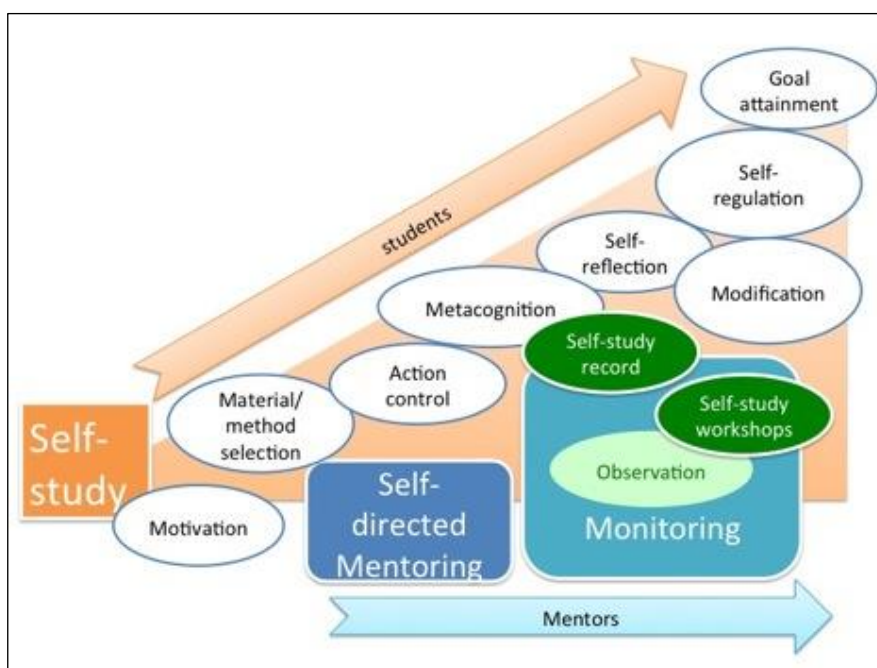 Goal
attainment
Self-
regulation
students
Self-
reflection
Modification
Metacognition
Self-study
record
Action
control
Material/
method
selection
Self-study
workshops
Self-
study
Observation
Self-
directed
Mentoring
Monitoring
Motivation
Mentors